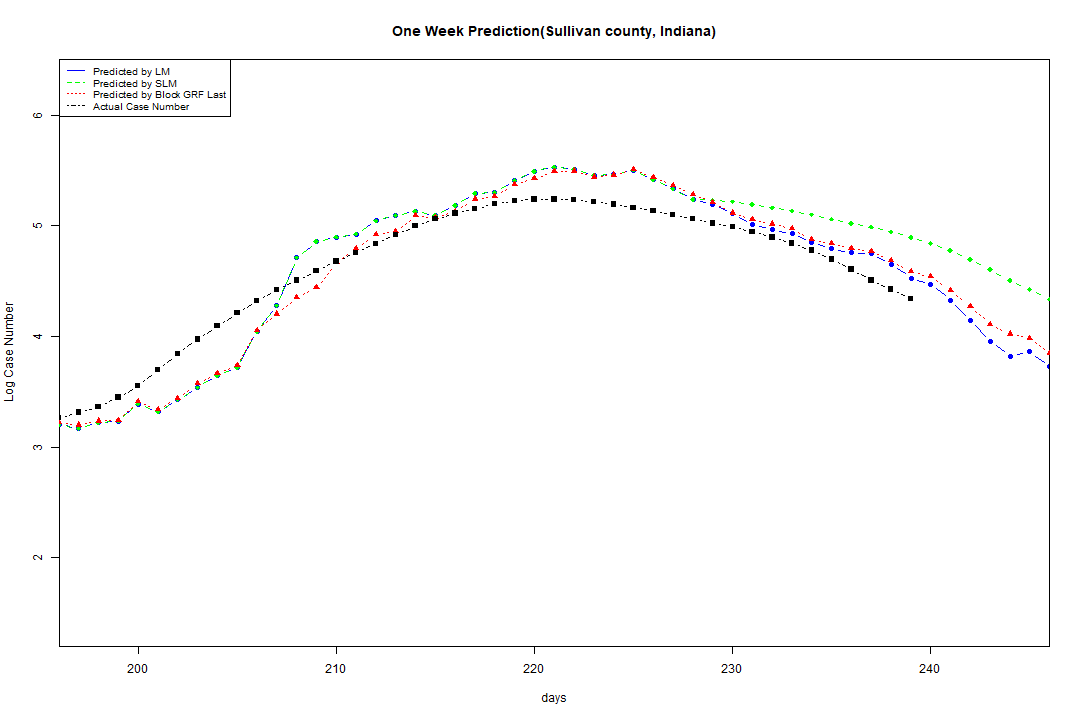 One Week Prediction(Sullivan county, Indiana)
Predicted by LM
Predicted by SLM
Predicted by Block GRF Last
Actual Case Number
6
5
4
3
2
Log Case Number
200 210 220 230 240
days